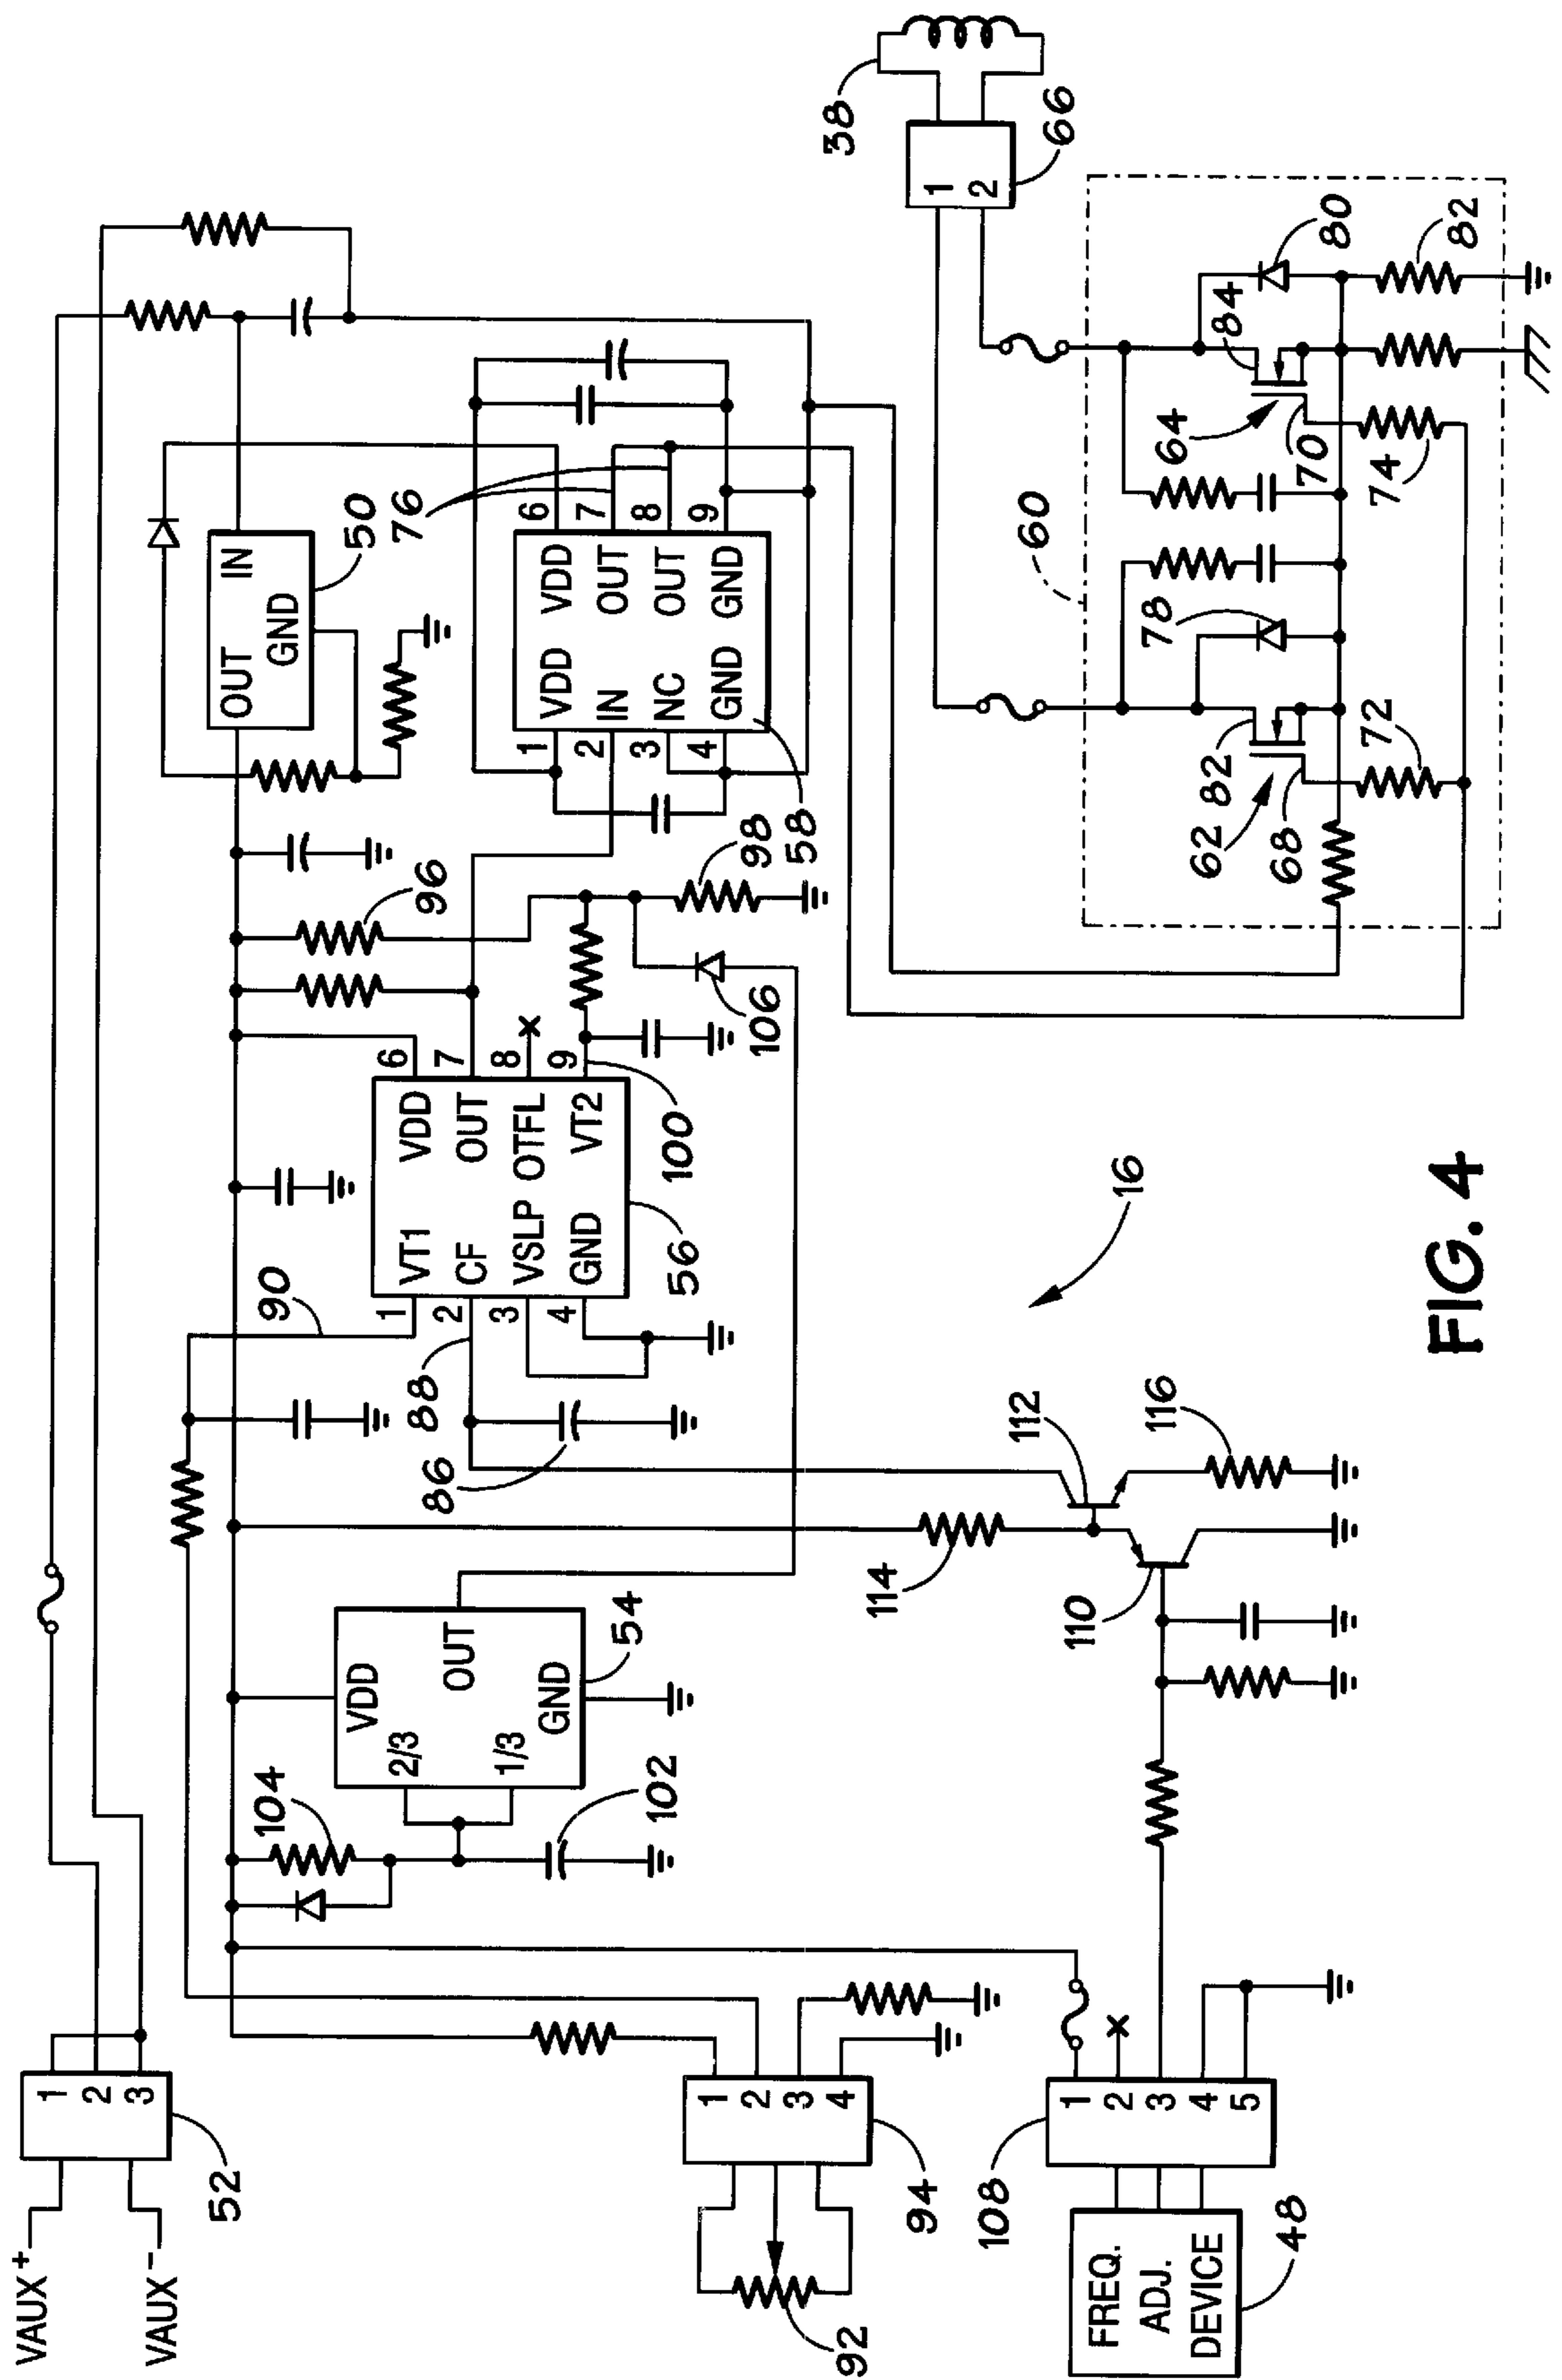 VAUX+
VAUX-
1
2
3
52
OUT
IN
GND
50
104
VDD
2/3
OUT
1/3
GND
54
102
90
1
2
3
4
VT1
VDD
CF
OUT
VSLP
OTFL
GND
VT2
6
7
8
9
56
88
86
100
96
98
106
1
2
3
4
VDD
VDD
IN
OUT
NC
OUT
GND
GND
6
7
8
9
76
58
38
1
2
66
60
62
82
68
72
78
64
84
70
74
80
82
92
1
2
3
4
94
FREQ.
ADJ.
DEVICE
48
108
1
2
3
4
5
114
110
112
116
16
FIG. 4